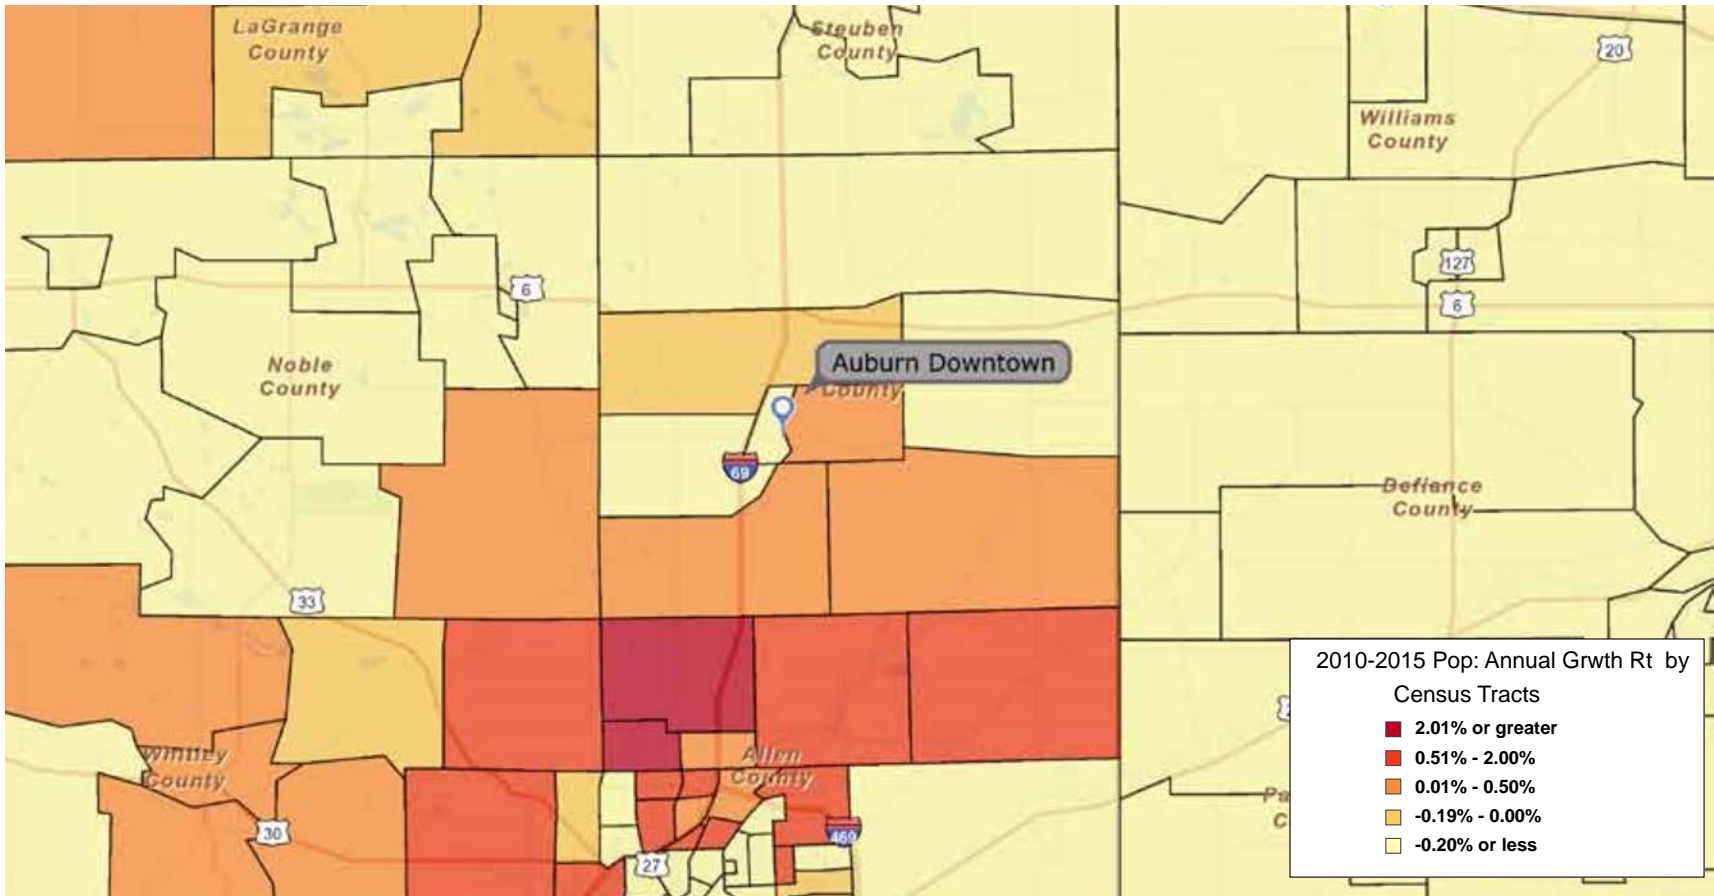 LaGrange
County
Steuben
County
20
Williams
County
127
6
6
Noble
County
Auburn Downtown
County
69
Defiance
County
33
2010-2015 Pop: Annual Grwth Rt by
Census Tracts
2.01% or greater
0.51% - 2.00%
0.01% - 0.50%
-0.19% - 0.00%
-0.20% or less
Whitley
County
Allen
County
Pa
C
30
27
469